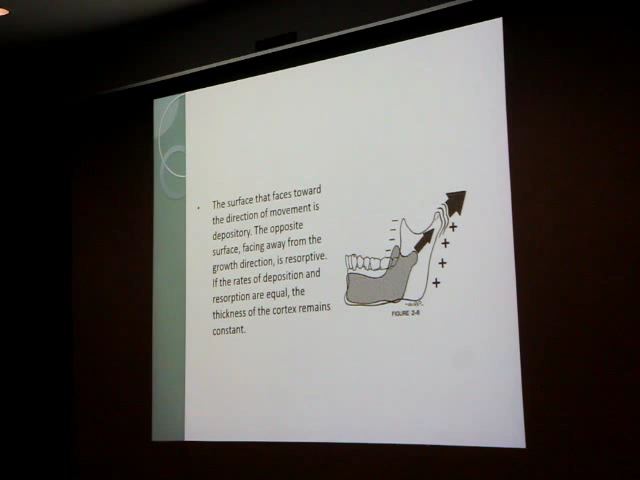 • The surface that faces toward
the direction of movement is
depository. The opposite
surface, facing away from the
growth direction, is resorptive.
If the rates of deposition and
resorption are equal, the
thickness of the cortex remains
constant.
FIGURE 2-8